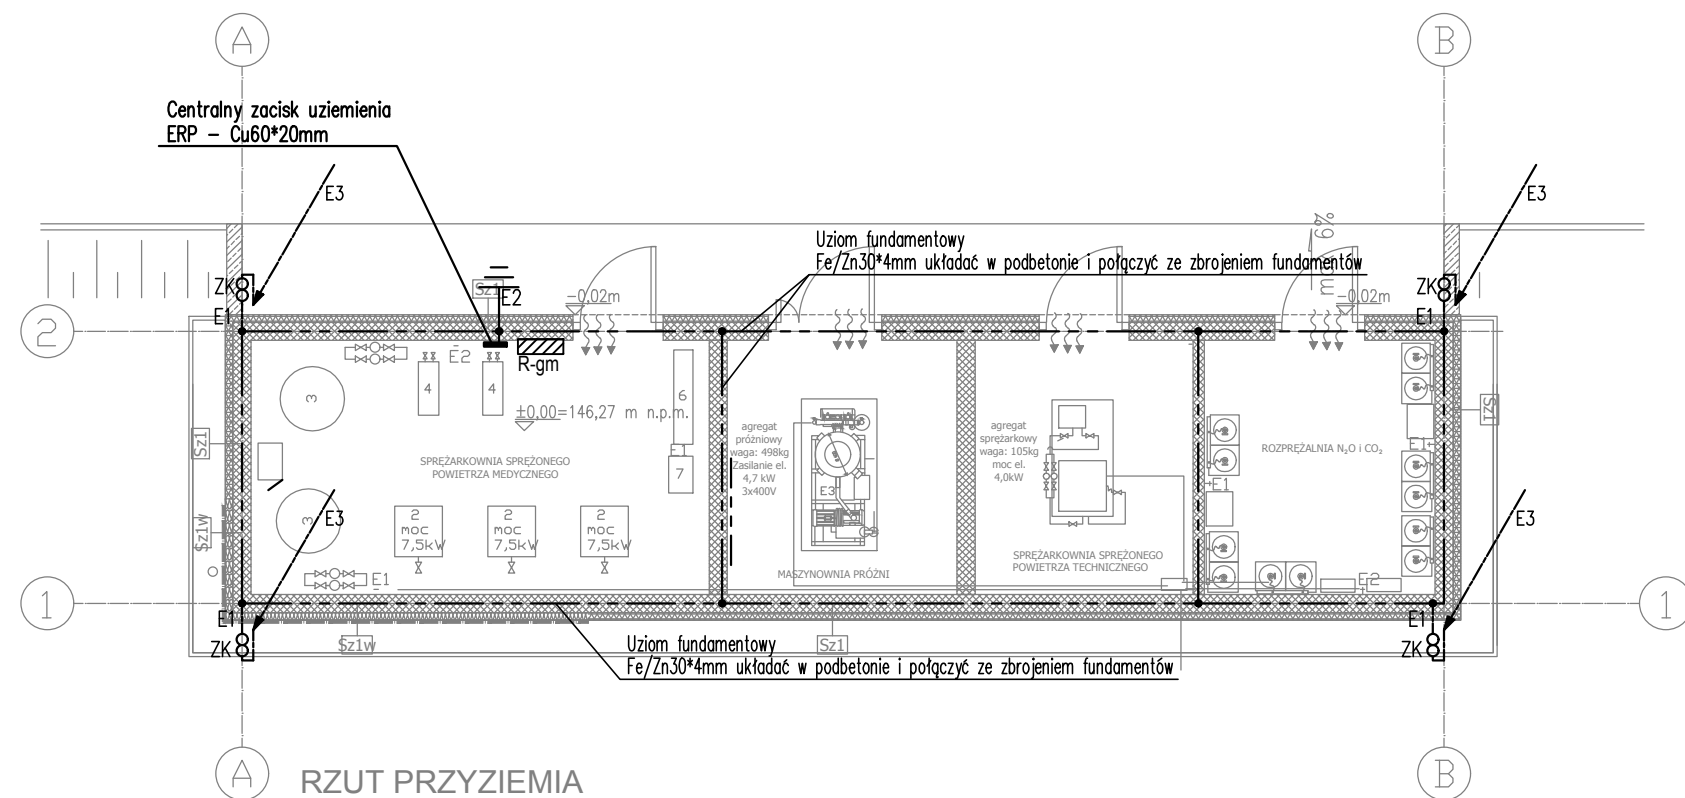 A
B
Centralny zacisk uziemienia
ERP - Cu60*20mm
E3
E3
6%
Uziom fundamentowy
Fe/Zn30*4mm układać w podbetonie i połączyć ze zbrojeniem fundamentów
ZK
Sz1
E2
-0,02m
-0,02m
ZK
E1
E1
2
E2
R-gm
4
4
6
3
±0,00=146,27 m n.p.m.
Sz1
Sz1
agregat
próżniowy
waga: 498kg
Zasilanie el.
4,7 kW
3x400V
agregat
sprężarkowy
waga: 105kg
moc el.
4,0kW
E1
7
SPRĘŻARKOWNIA SPRĘŻONEGO
POWIETRZA MEDYCZNEGO
ROZPRĘŻALNIA N₂O i CO₂
E1
E1
E3
3
E3
E3
Sz1w
2
moc
7,5kW
2
moc
7,5kW
2
moc
7,5kW
SPRĘŻARKOWNIA SPRĘŻONEGO
POWIETRZA TECHNICZNEGO
MASZYNOWNIA PRÓŻNI
E1
E2
1
1
E1
E1
ZK
Sz1w
Sz1
ZK
Uziom fundamentowy
Fe/Zn30*4mm układać w podbetonie i połączyć ze zbrojeniem fundamentów
A
B
RZUT PRZYZIEMIA